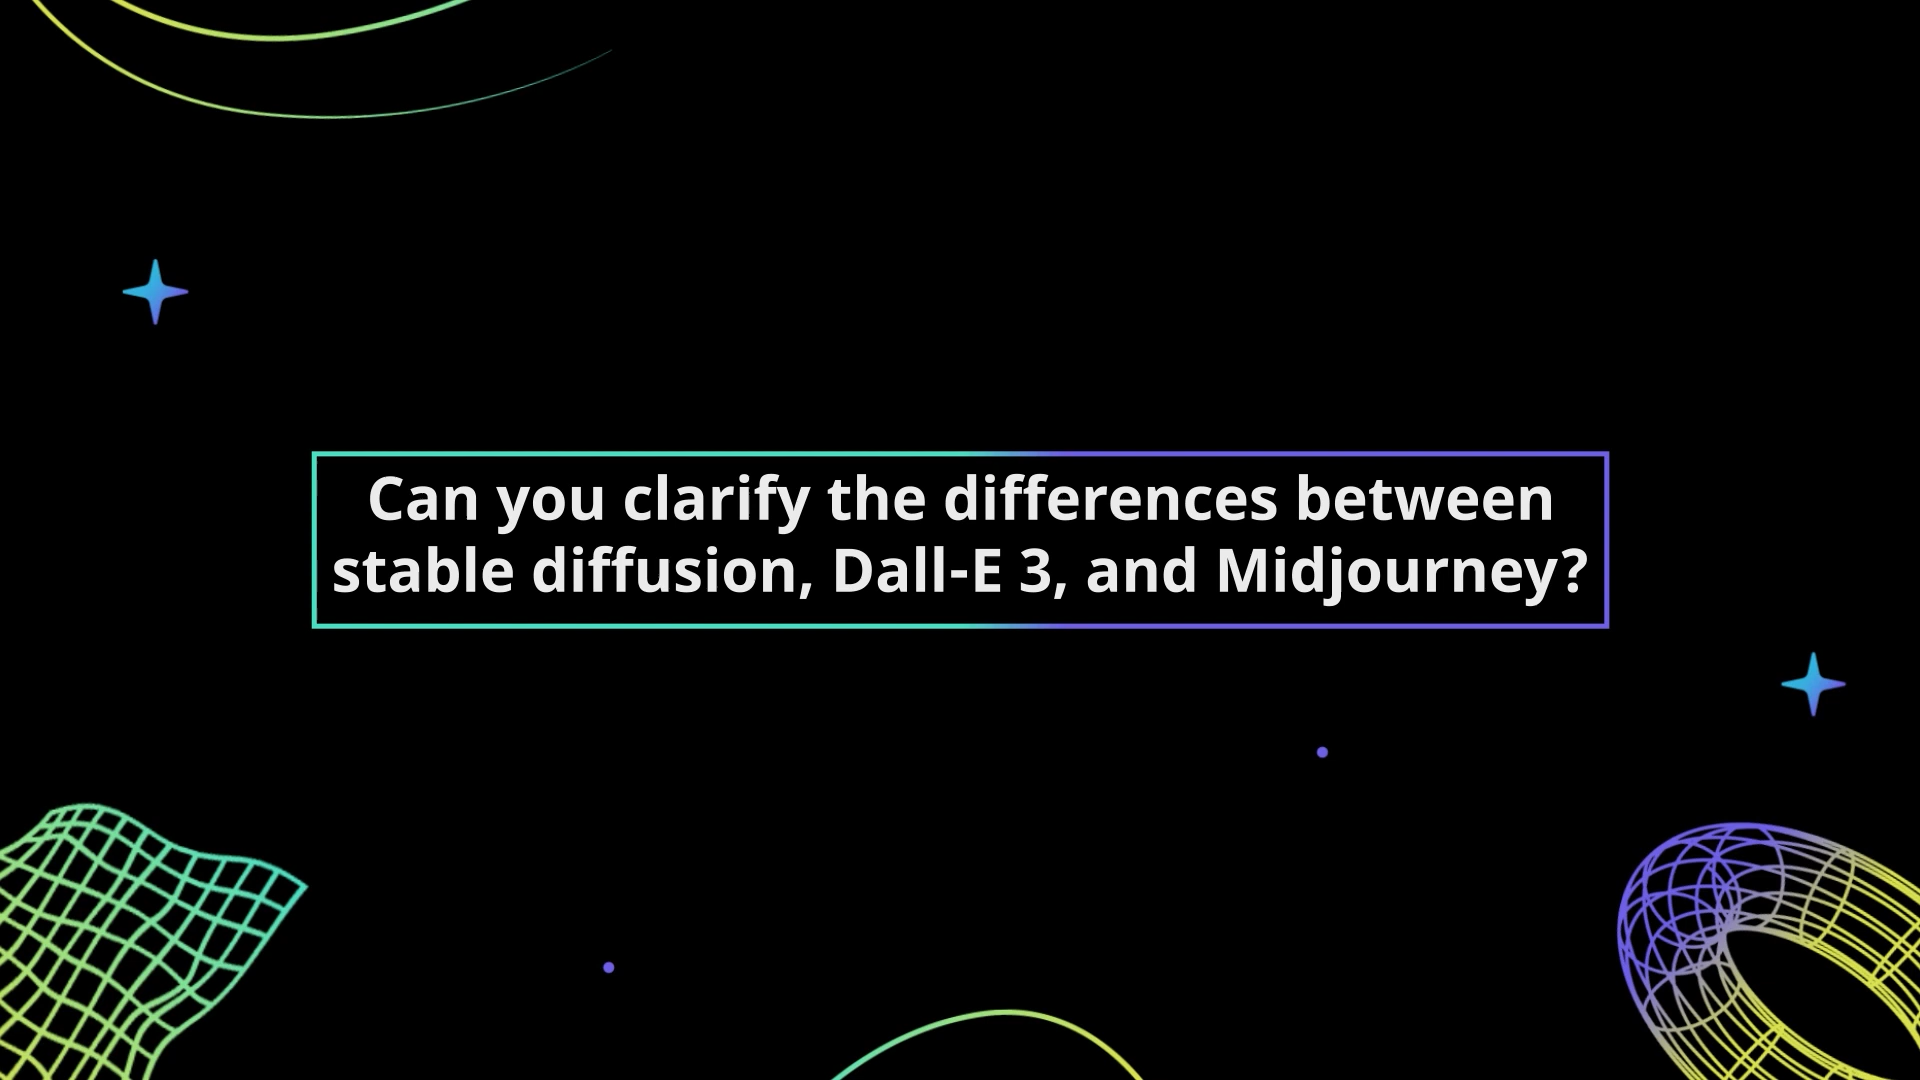 Can you clarify the differences between
stable diffusion, Dall-E 3, and Midjourney?